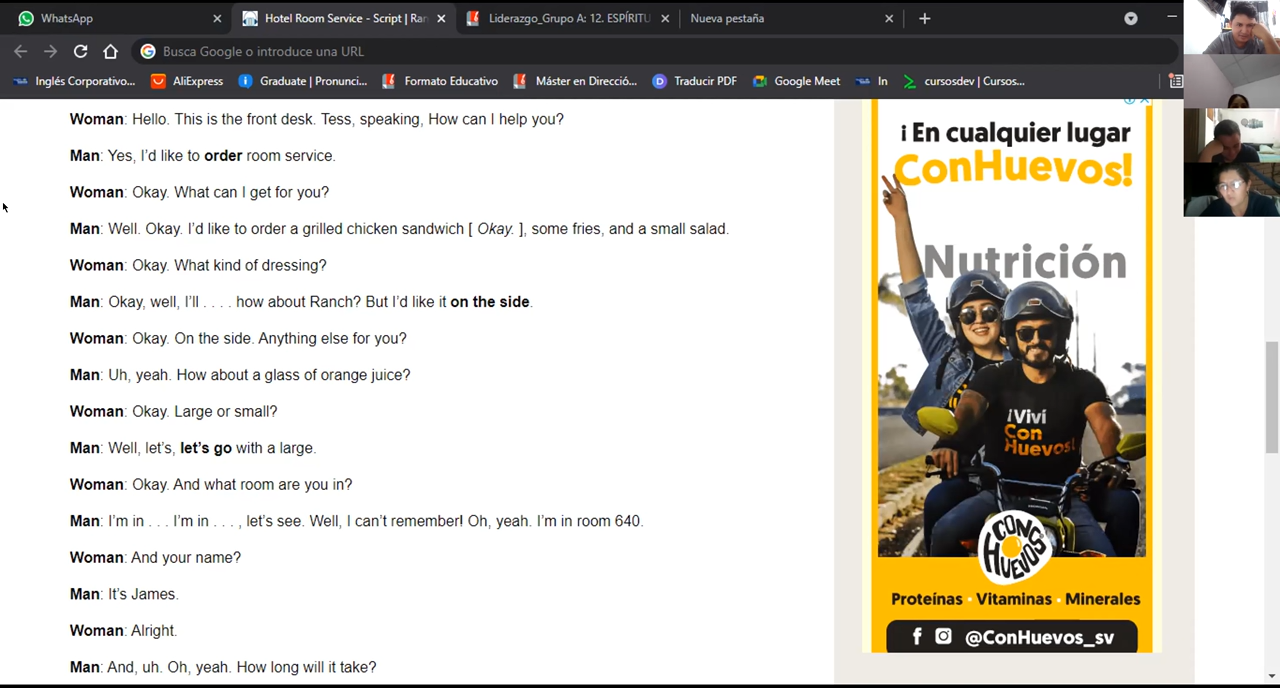 WhatsApp
Hotel Room Service - Script | Ran
Liderazgo_Grupo A: 12. ESPÍRITU
Nueva pestaña
Busca Google o introduce una URL
Inglés Corporativo...
AliExpress
Graduate | Pronunci...
Formato Educativo
Máster en Direcció...
Traducir PDF
Google Meet
In
cursosdev | Cursos...
Woman: Hello. This is the front desk. Tess, speaking, How can I help you?
Man: Yes, I'd like to order room service.
Woman: Okay. What can I get for you?
Man: Well. Okay. I'd like to order a grilled chicken sandwich [ Okay. ], some fries, and a small salad.
Woman: Okay. What kind of dressing?
Man: Okay, well, I'll . . . . how about Ranch? But I'd like it on the side.
Woman: Okay. On the side. Anything else for you?
Man: Uh, yeah. How about a glass of orange juice?
Woman: Okay. Large or small?
Man: Well, let's, let's go with a large.
Woman: Okay. And what room are you in?
Man: I'm in . . . I'm in . . . , let's see. Well, I can't remember! Oh, yeah. I'm in room 640.
Woman: And your name?
Man: It's James.
Woman: Alright.
Man: And, uh. Oh, yeah. How long will it take?
¡En cualquier lugar
ConHuevos!
Nutrición
¡Viví
Con
Huevos!
CONCS
HUEVOS
Proteínas • Vitaminas • Minerales
@ConHuevos_sv